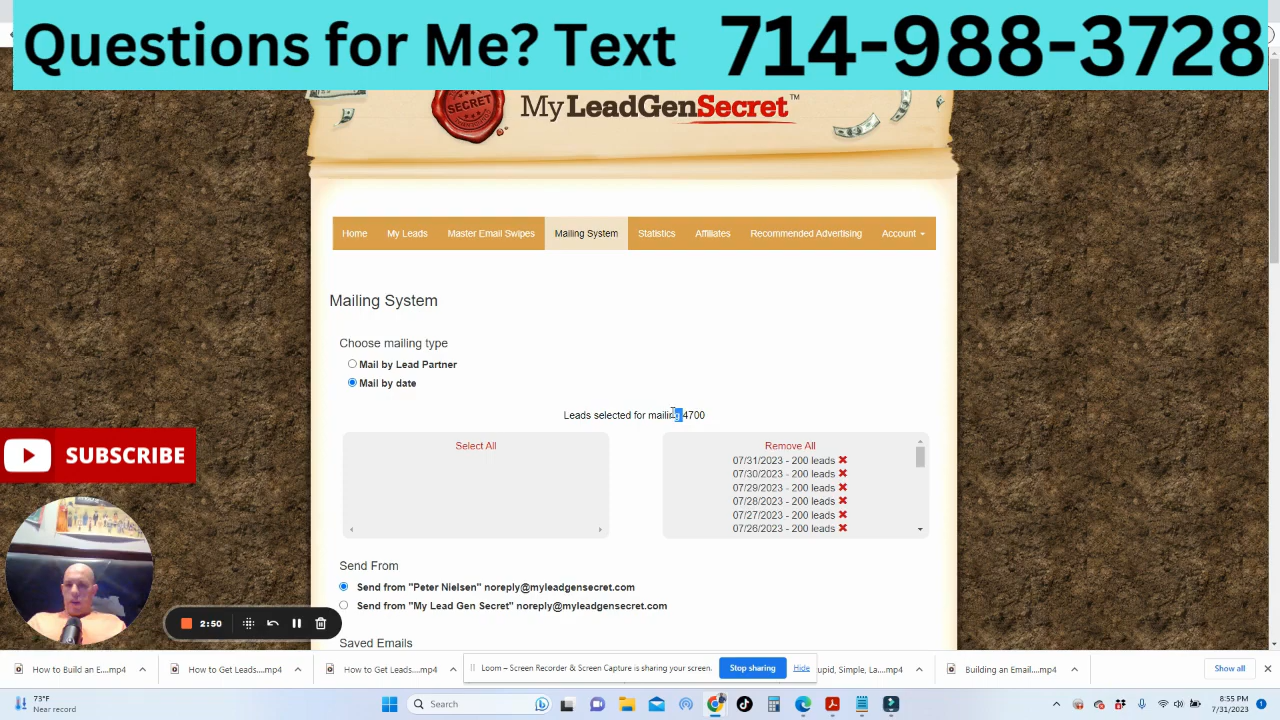 Questions for Me? Text 714-988-3728
SECRET
MyLeadGenSecret™
Home My Leads Master Email Swipes Mailing System Statistics Affiliates Recommended Advertising Account
Mailing System
Choose mailing type
Mail by Lead Partner
Mail by date
Leads selected for mailing 4700
Select All
Remove All
07/31/2023 - 200 leads
07/30/2023 - 200 leads
07/29/2023 - 200 leads
07/28/2023 - 200 leads
07/27/2023 - 200 leads
07/26/2023 - 200 leads
SUBSCRIBE
Send From
Send from "Peter Nielsen" noreply@myleadgensecret.com
Send from "My Lead Gen Secret" noreply@myleadgensecret.com
2:50
Saved Emails
How to Build an E....mp4
How to Get Leads....mp4
How to Get Leads....mp4
Loom – Screen Recorder & Screen Capture is sharing your screen.
Stop sharing
Hide
upid, Simple, La....mp4
Building an Email....mp4
Show all
73°F
Near record
Search
8:55 PM
7/31/2023